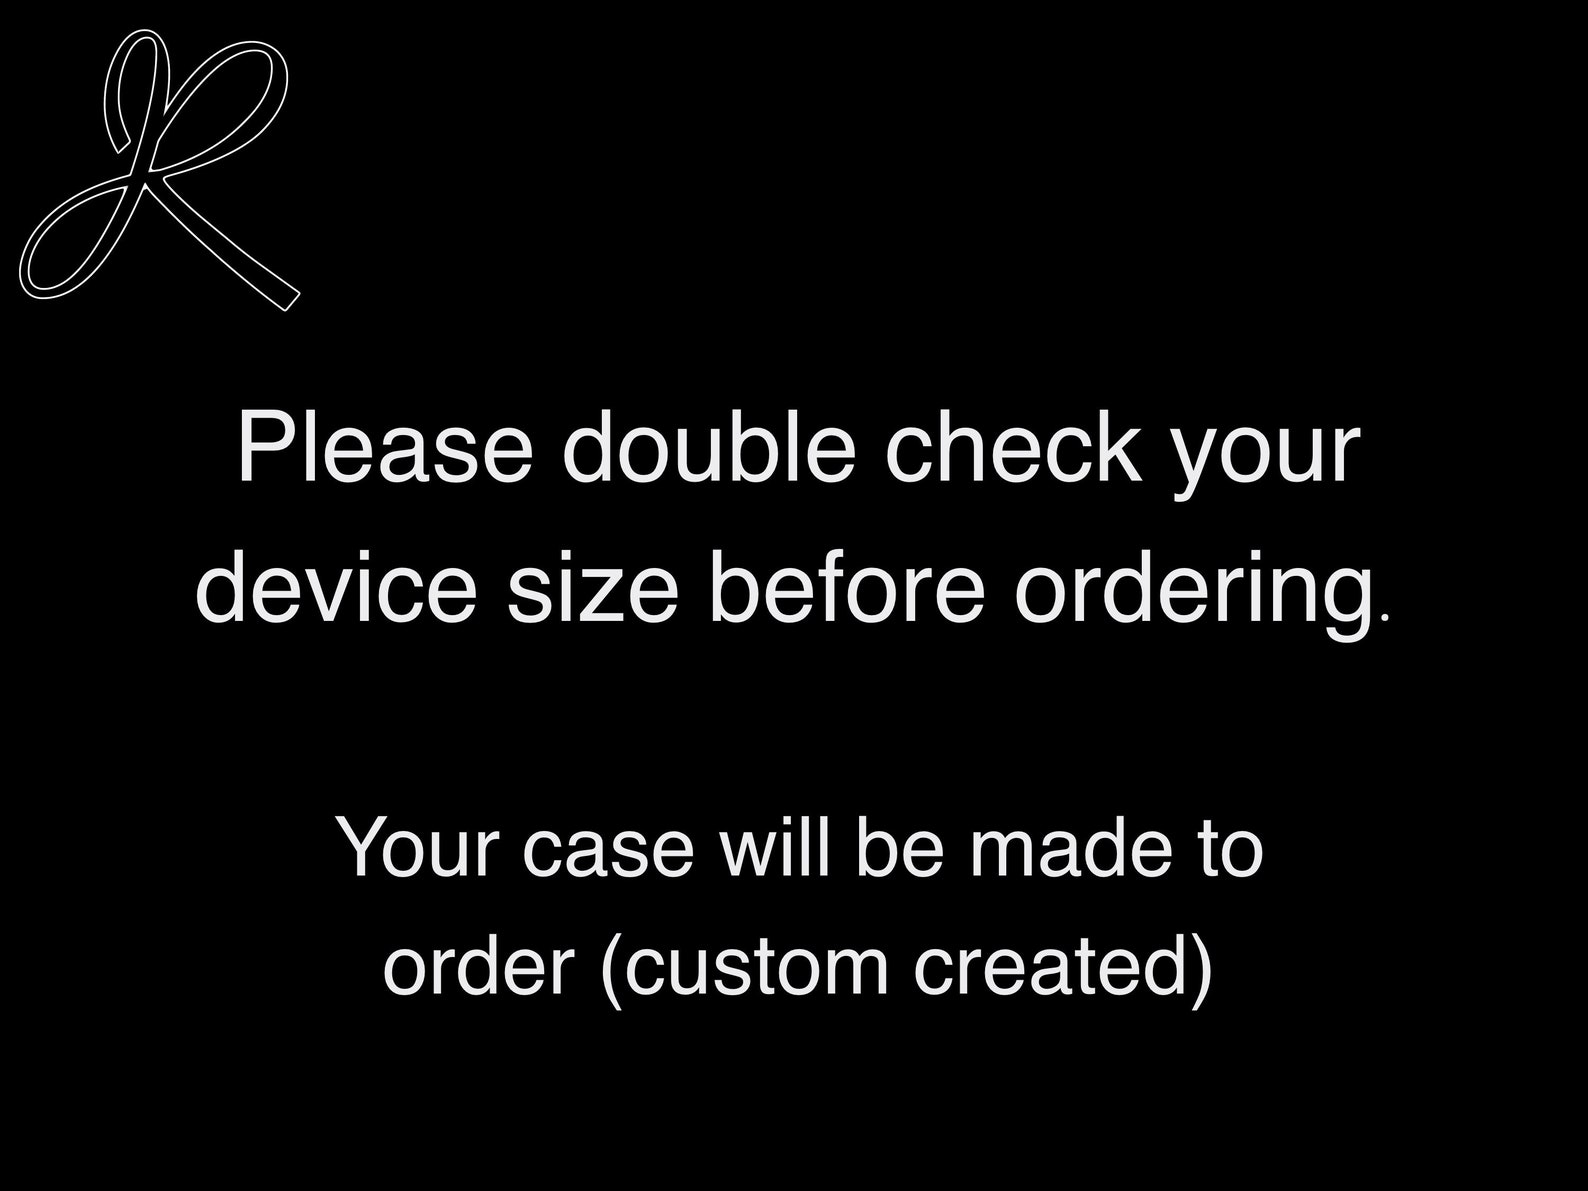 Please double check your
device size before ordering.
Your case will be made to
order (custom created)